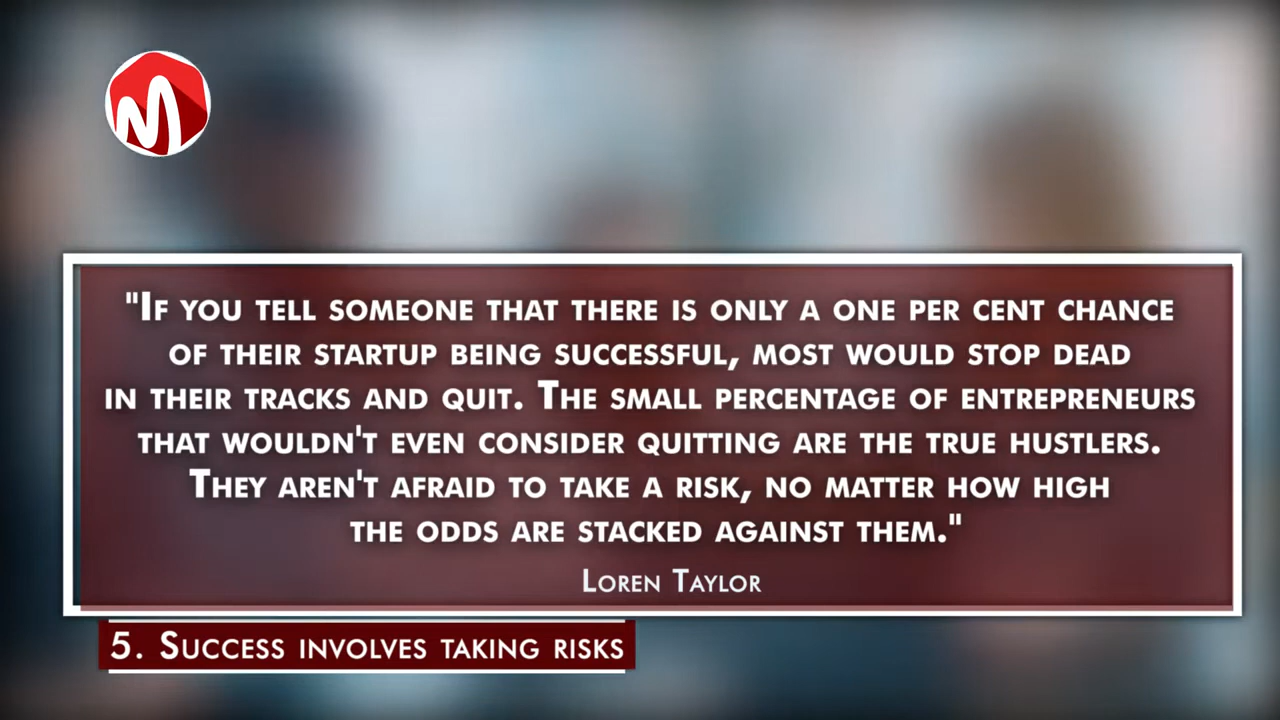 "If you tell someone that there is only a one per cent chance
of their startup being successful, most would stop dead
in their tracks and quit. The small percentage of entrepreneurs
that wouldn't even consider quitting are the true hustlers.
They aren't afraid to take a risk, no matter how high
the odds are stacked against them."
Loren Taylor
5. Success involves taking risks